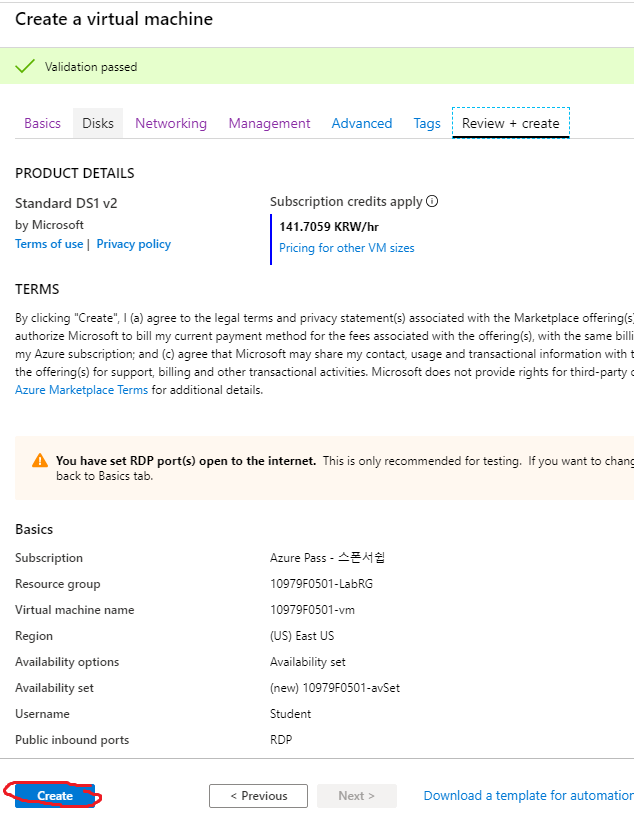 Create a virtual machine
Validation passed
Basics Disks Networking Management Advanced Tags Review + create
PRODUCT DETAILS
Standard DS1 v2
by Microsoft
Terms of use | Privacy policy
Subscription credits apply
141.7059 KRW/hr
Pricing for other VM sizes
TERMS
By clicking "Create", I (a) agree to the legal terms and privacy statement(s) associated with the Marketplace offering(s)
authorize Microsoft to bill my current payment method for the fees associated with the offering(s), with the same billi
my Azure subscription; and (c) agree that Microsoft may share my contact, usage and transactional information with t
the offering(s) for support, billing and other transactional activities. Microsoft does not provide rights for third-party
Azure Marketplace Terms for additional details.
You have set RDP port(s) open to the internet. This is only recommended for testing. If you want to chang
back to Basics tab.
Basics
Subscription Azure Pass - 스폰서쉽
Resource group 10979F0501-LabRG
Virtual machine name 10979F0501-vm
Region (US) East US
Availability options Availability set
Availability set (new) 10979F0501-avSet
Username Student
Public inbound ports RDP
Create < Previous Next > Download a template for automation